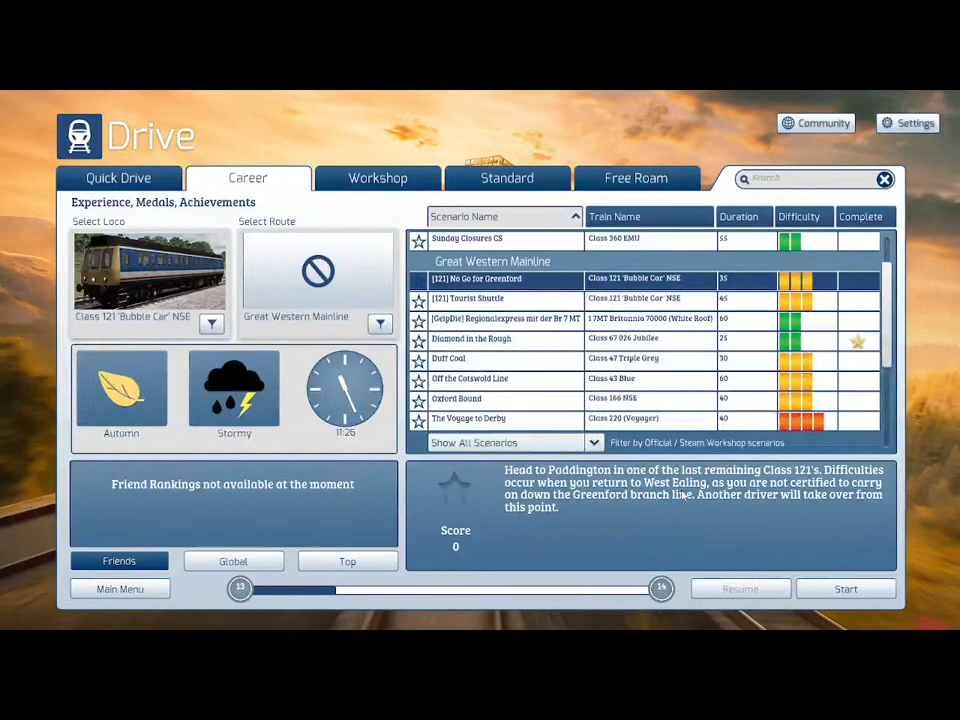 Drive
Community
Settings
Quick Drive
Career
Workshop
Standard
Free Roam
Search
Experience, Medals, Achievements
Select Loco
Select Route
Class 121 'Bubble Car' NSE
Great Western Mainline
Scenario Name Train Name Duration Difficulty Complete
Sunday Closures CS Class 360 EMU 55
Great Western Mainline
[121] No Go for Greenford Class 121 'Bubble Car' NSE 35
[121] Tourist Shuttle Class 121 'Bubble Car' NSE 45
[GeipDie] Regionalexpress mit der Br 7 MT 1 7MT Britannia 70000 (White Roof) 60
Diamond in the Rough Class 67 026 Jubilee 25
Duff Coal Class 47 Triple Grey 30
Off the Cotswold Line Class 43 Blue 60
Oxford Bound Class 166 NSE 40
The Voyage to Derby Class 220 (Voyager) 40
Show All Scenarios
Filter by Official / Steam Workshop scenarios
Autumn
Stormy
11:26
Friend Rankings not available at the moment
Head to Paddington in one of the last remaining Class 121's. Difficulties
occur when you return to West Ealing, as you are not certified to carry
on down the Greenford branch line. Another driver will take over from
this point.
Score
0
Friends
Global
Top
Main Menu
13
14
Resume
Start